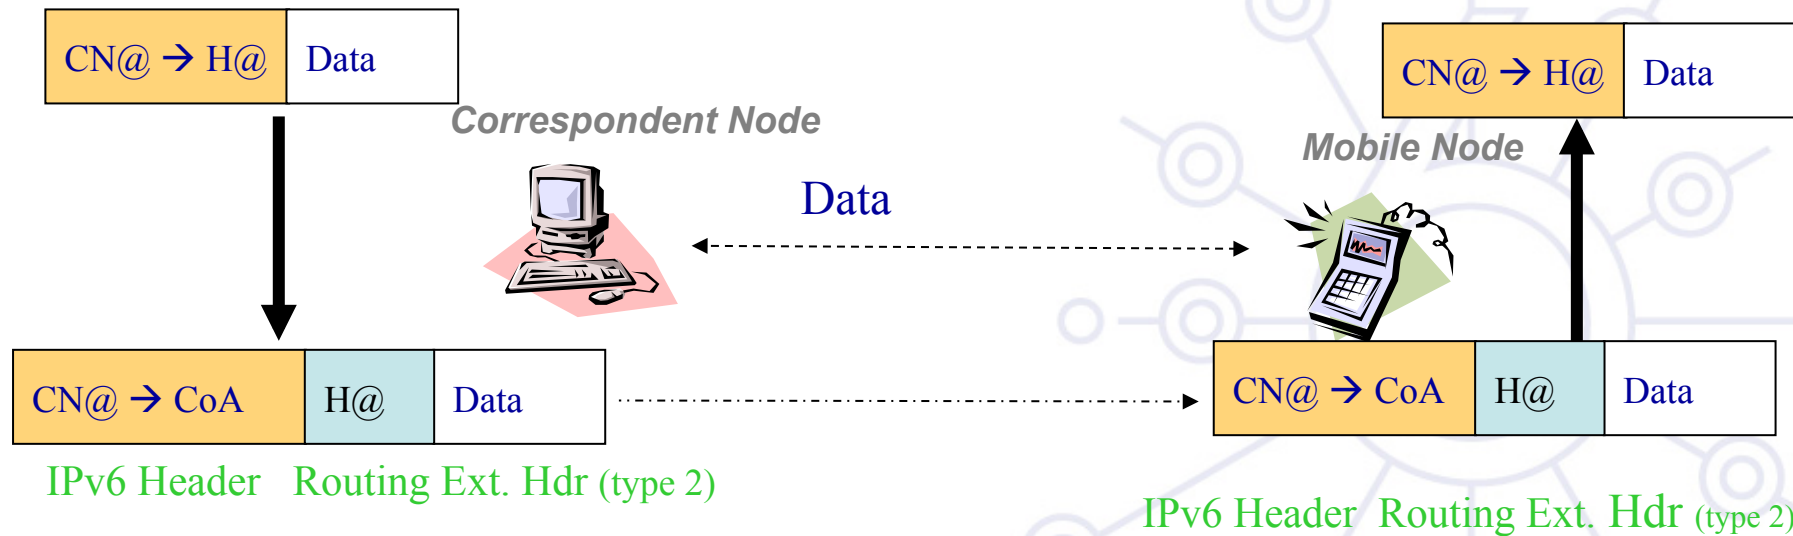 CN@ → H@ Data
CN@ → H@ Data
Correspondent Node
Mobile Node
Data
CN@ → CoA H@ Data
CN@ → CoA H@ Data
IPv6 Header Routing Ext. Hdr (type 2)
IPv6 Header Routing Ext. Hdr (type 2)